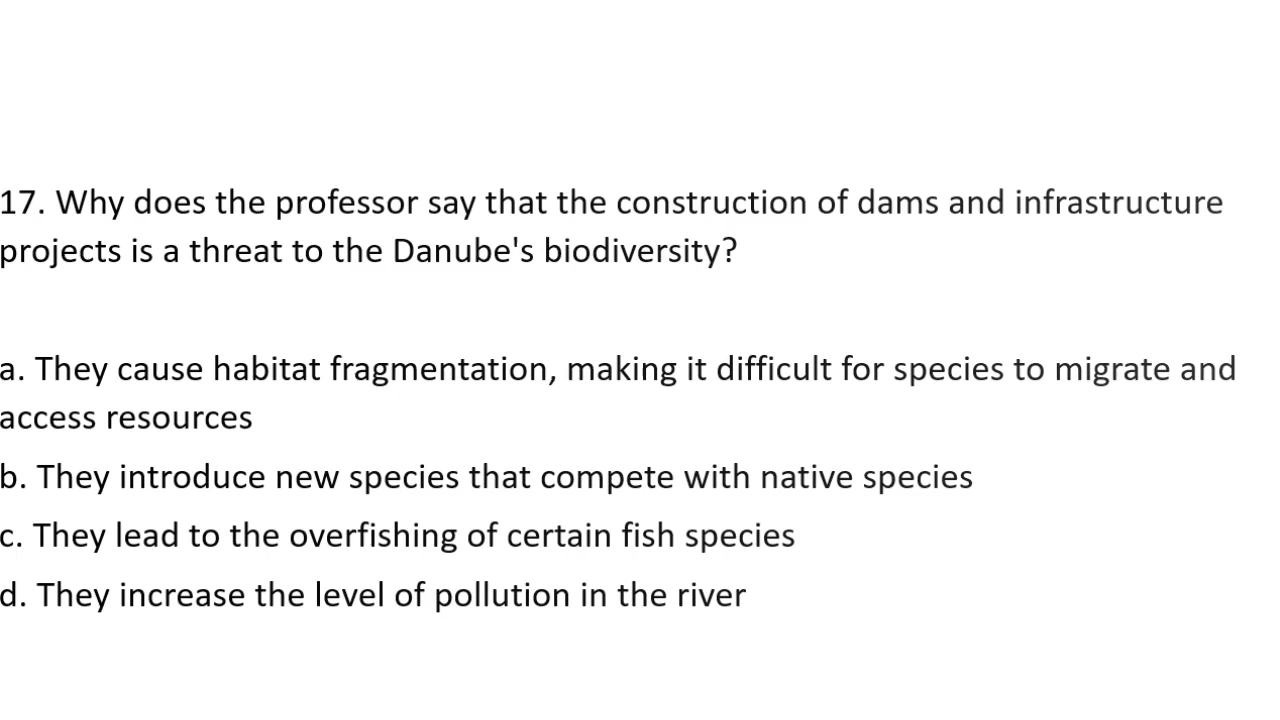 17. Why does the professor say that the construction of dams and infrastructure
projects is a threat to the Danube's biodiversity?
a. They cause habitat fragmentation, making it difficult for species to migrate and
access resources
b. They introduce new species that compete with native species
c. They lead to the overfishing of certain fish species
d. They increase the level of pollution in the river